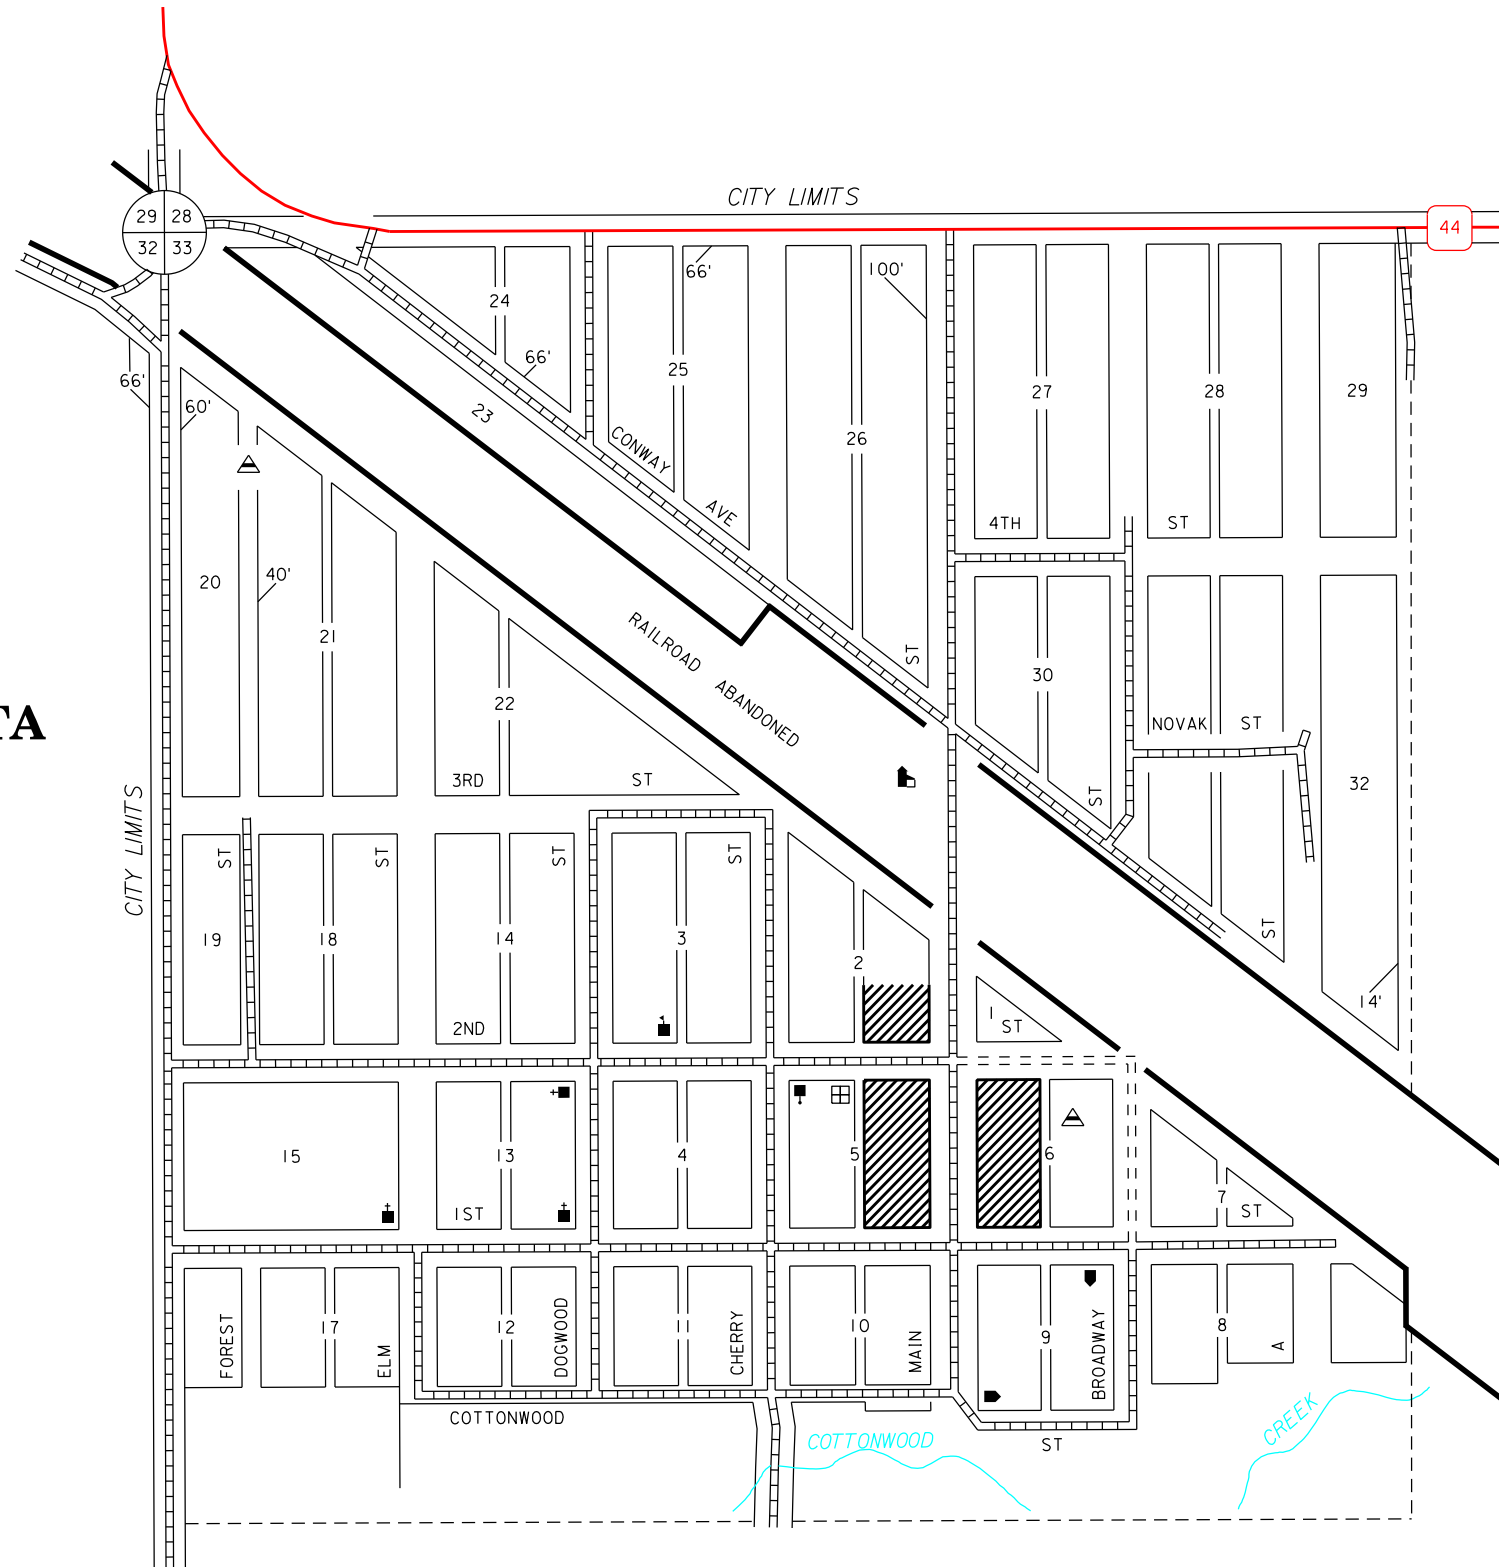 CITY LIMITS
44
29 28
32 33
66'
100'
24
66'
25
27
28
29
66'
60'
23
CONWAY
AVE
26
4TH
ST
20
40'
21
RAILROAD ABANDONED
ST
30
22
NOVAK ST
TA
3RD
ST
32
CITY LIMITS
ST
ST
ST
ST
ST
ST
19
18
14
3
2
14'
2ND
1
ST
15
13
4
5
6
7
1ST
ST
FOREST
17
ELM
12
DOGWOOD
11
CHERRY
10
MAIN
9
BROADWAY
8
A
COTTONWOOD
ST
COTTONWOOD
CREEK